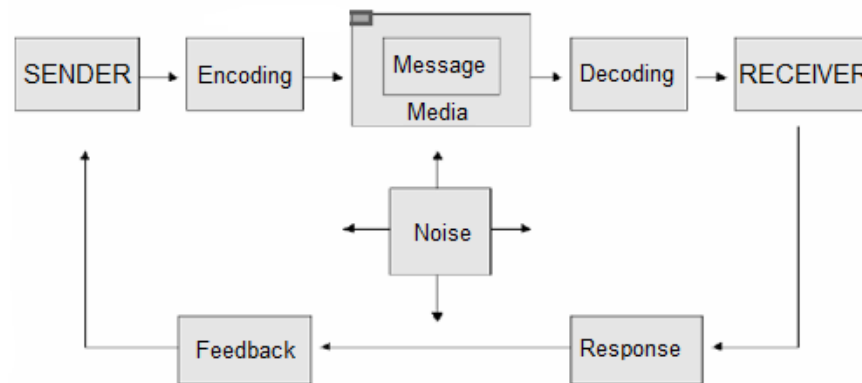 SENDER
Encoding
Message
Media
Decoding
RECEIVER
Noise
Feedback
Response